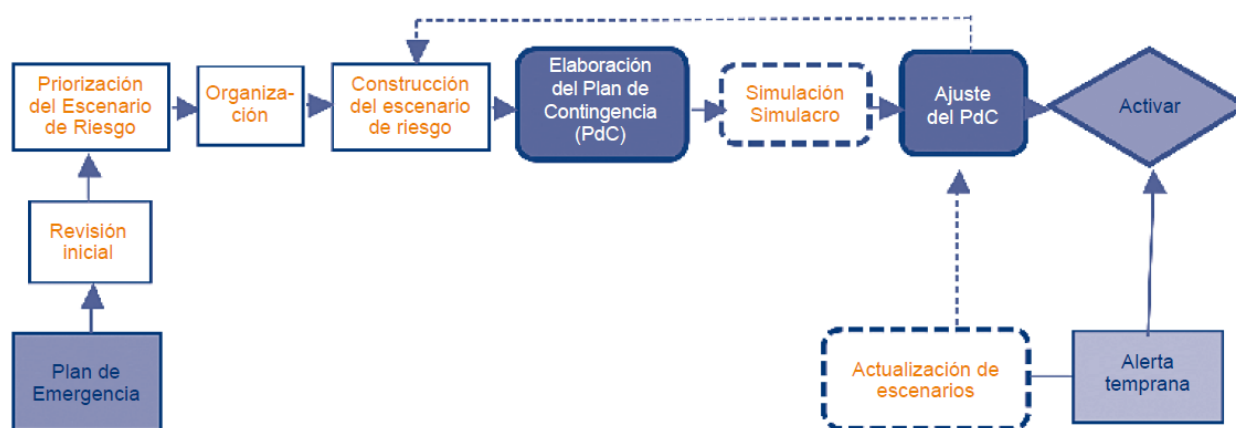 Priorización
del Escenario
de Riesgo
Organiza-
ción
Construcción
del escenario
de riesgo
Elaboración
del Plan de
Contingencia
(PdC)
Simulación
Simulacro
Ajuste
del PdC
Activar
Revisión
inicial
Plan de
Emergencia
Actualización de
escenarios
Alerta
temprana